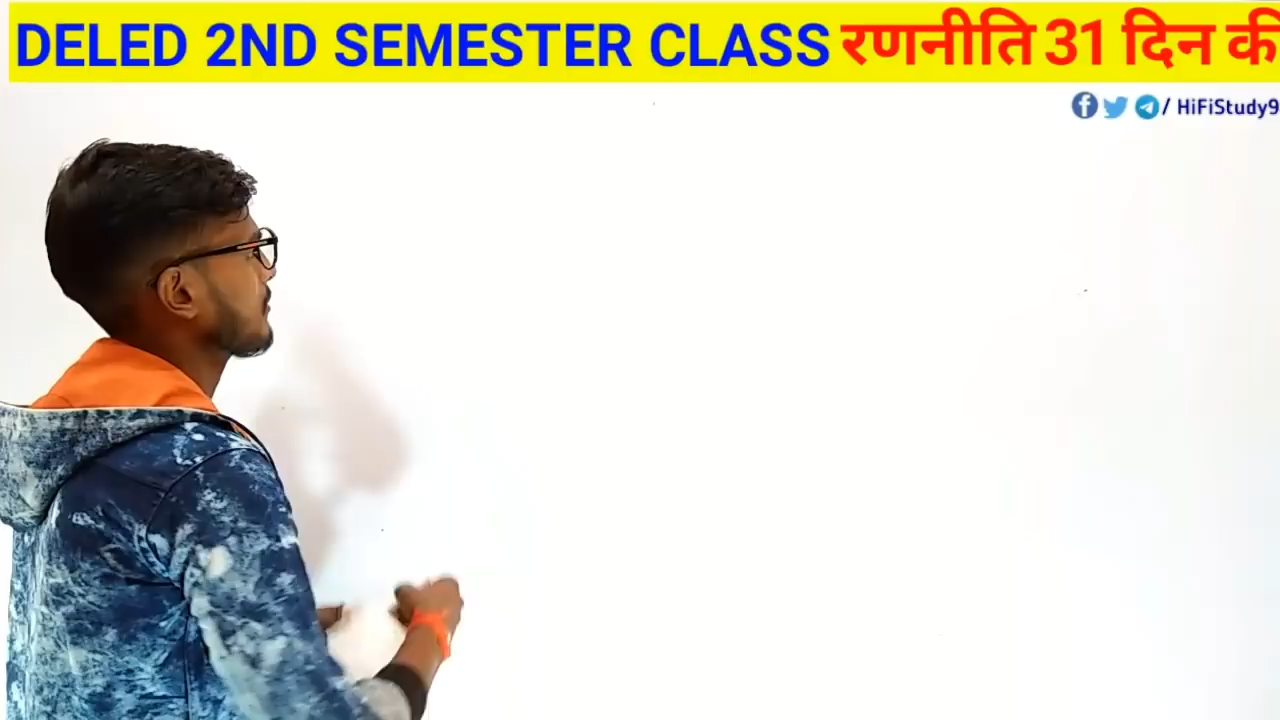 DELED 2ND SEMESTER CLASS रणनीति 31 दिन की
/ HiFiStudy9